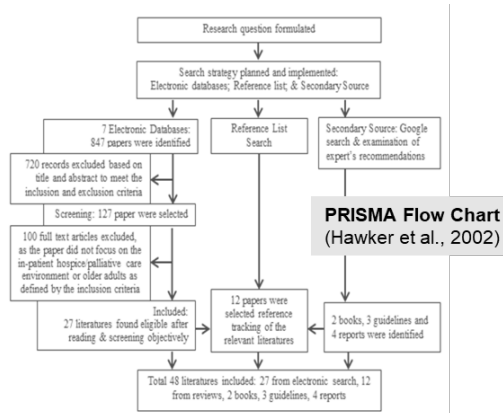 Research question formulated
Search strategy planned and implemented:
Electronic databases; Reference list; & Secondary Source
7 Electronic Databases:
847 papers were identified
Reference List
Search
Secondary Source: Google
search & examination of
expert's recommendations
720 records excluded based on
title and abstract to meet the
inclusion and exclusion criteria
Screening: 127 paper were selected
PRISMA Flow Chart
(Hawker et al., 2002)
100 full text articles excluded,
as the paper did not focus on the
in-patient hospice/palliative care
environment or older adults as
defined by the inclusion criteria
Included:
27 literatures found eligible after
reading & screening objectively
12 papers were
selected reference
tracking of the
relevant literatures
2 books, 3 guidelines and
4 reports were identified
Total 48 literatures included: 27 from electronic search, 12
from reviews, 2 books, 3 guidelines, 4 reports